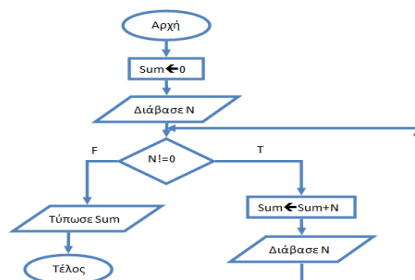 Αρχή
Sum🡸0
Διάβασε N
N!=0
F
T
Τύπωσε Sum
Sum🡸Sum+N
Διάβασε N
Τέλος